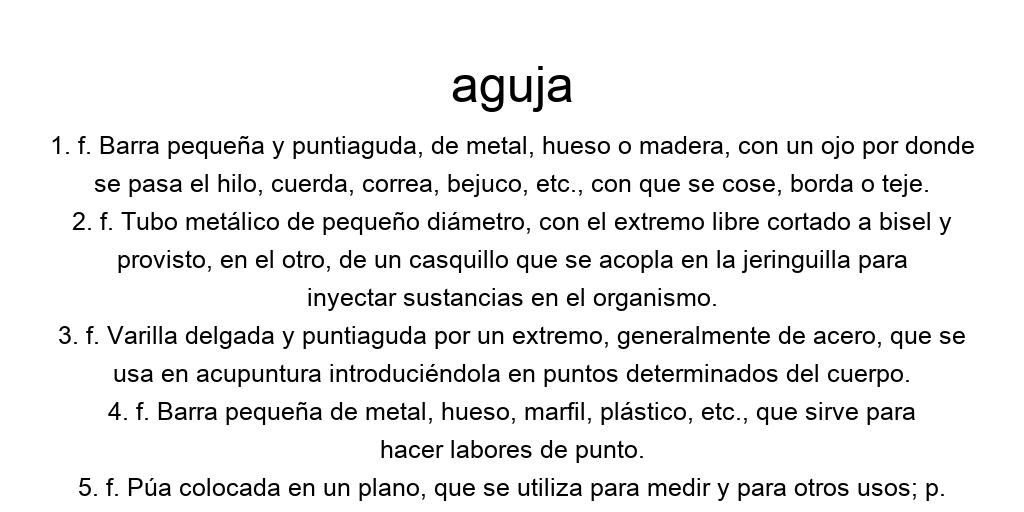 aguja
1. f. Barra pequeña y puntiaguda, de metal, hueso o madera, con un ojo por donde
se pasa el hilo, cuerda, correa, bejuco, etc., con que se cose, borda o teje.
2. f. Tubo metálico de pequeño diámetro, con el extremo libre cortado a bisel y
provisto, en el otro, de un casquillo que se acopla en la jeringuilla para
inyectar sustancias en el organismo.
3. f. Varilla delgada y puntiaguda por un extremo, generalmente de acero, que se
usa en acupuntura introduciéndola en puntos determinados del cuerpo.
4. f. Barra pequeña de metal, hueso, marfil, plástico, etc., que sirve para
hacer labores de punto.
5. f. Púa colocada en un plano, que se utiliza para medir y para otros usos; p.